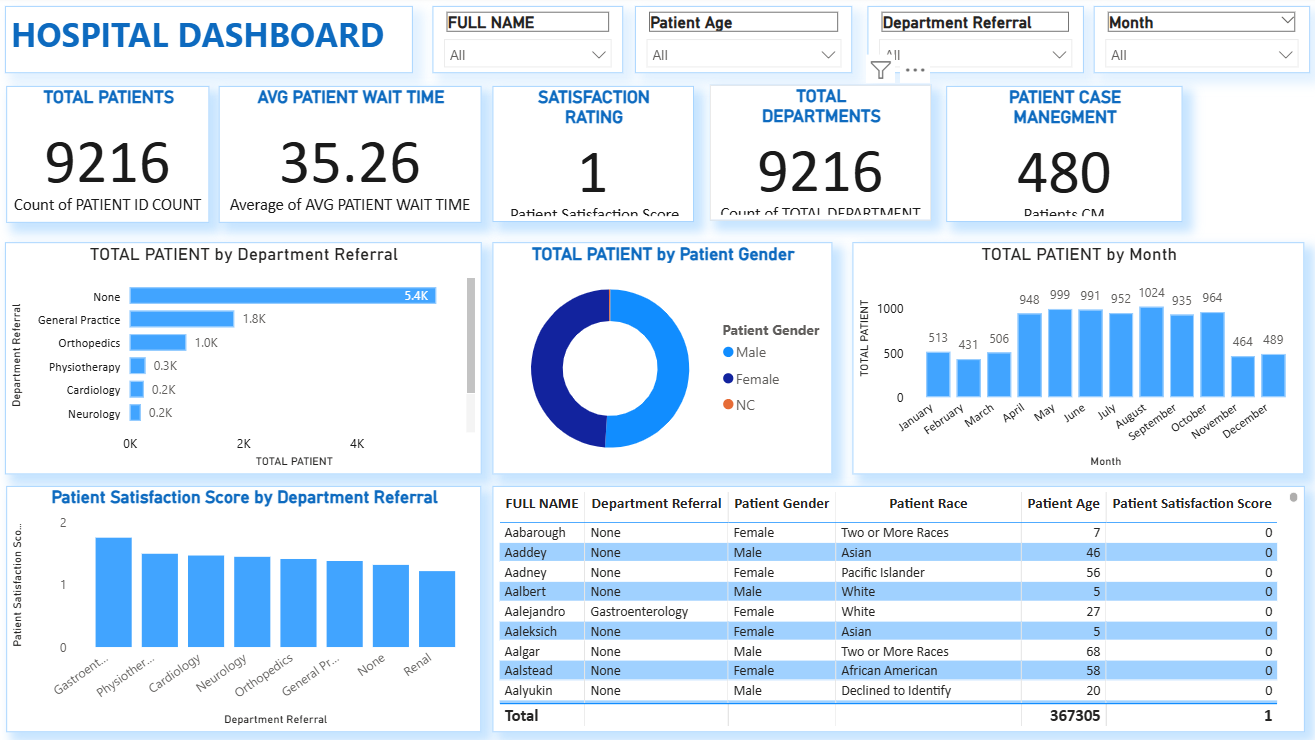 HOSPITAL DASHBOARD
FULL NAME
All
Patient Age
All
Department Referral
All
Month
All
TOTAL PATIENTS
9216
Count of PATIENT ID COUNT
AVG PATIENT WAIT TIME
35.26
Average of AVG PATIENT WAIT TIME
SATISFACTION
RATING
1
Patient Satisfaction Score
TOTAL
DEPARTMENTS
9216
Count of TOTAL DEPARTMENT
PATIENT CASE
MANEGMENT
480
Patients CM
TOTAL PATIENT by Department Referral
Department Referral
None 5.4K
General Practice 1.8K
Orthopedics 1.0K
Physiotherapy 0.3K
Cardiology 0.2K
Neurology 0.2K
0K 2K 4K
TOTAL PATIENT
TOTAL PATIENT by Patient Gender
Patient Gender
Male
Female
NC
TOTAL PATIENT by Month
TOTAL PATIENT
1000
500
0
513 431 506 948 999 991 952 1024 935 964 464 489
January February March April May June July August September October November December
Month
Patient Satisfaction Score by Department Referral
Patient Satisfaction Sco...
2
1
0
Gastroent... Physiother... Cardiology Neurology Orthopedics General Pr... None Renal
Department Referral
FULL NAME Department Referral Patient Gender Patient Race Patient Age Patient Satisfaction Score
Aabarough None Female Two or More Races 7 0
Aaddey None Male Asian 46 0
Aadney None Female Pacific Islander 56 0
Aalbert None Male White 5 0
Aalejandro Gastroenterology Female White 27 0
Aaleksich None Female Asian 5 0
Aalgar None Male Two or More Races 68 0
Aalstead None Female African American 58 0
Aalyukin None Male Declined to Identify 20 0
Total 367305 1